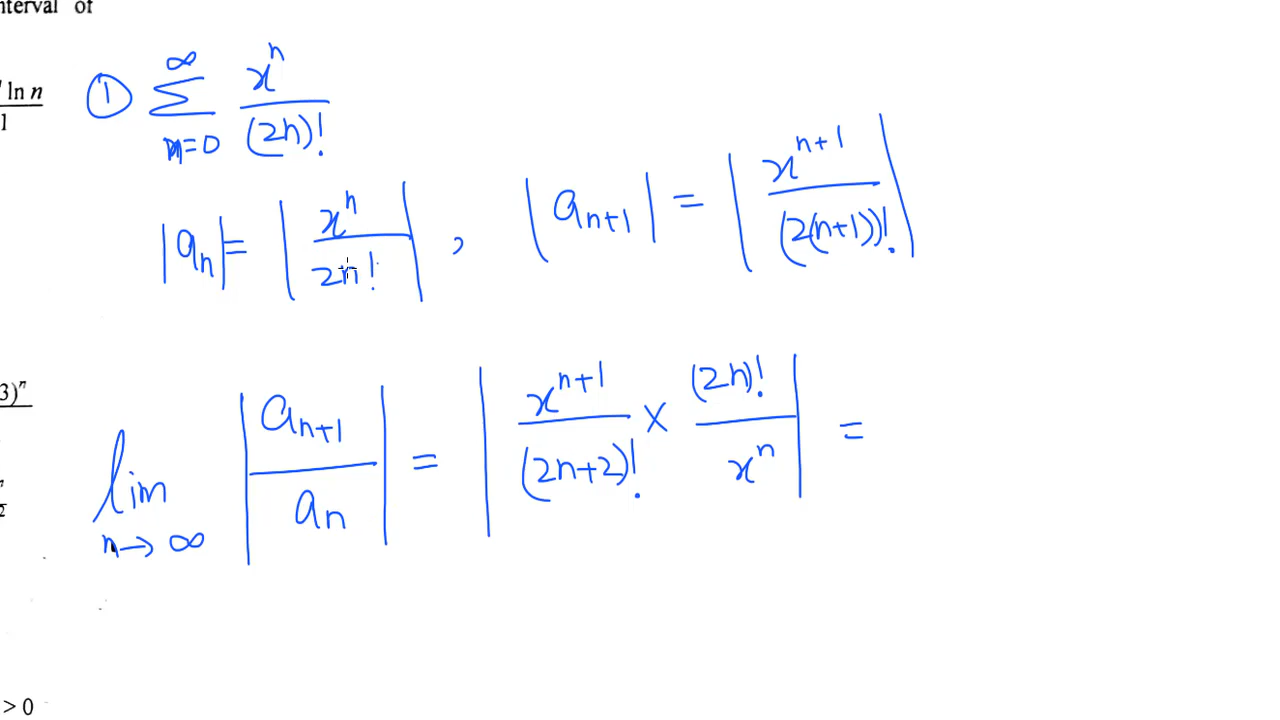 nterval of
① ∑_{n=0}^{∞} x^n / (2n)!
ln n / 1
|a_n| = | x^n / 2n! | , |a_{n+1}| = | x^{n+1} / (2(n+1))! |
3)^n
lim_{n→∞} | a_{n+1} / a_n | = | x^{n+1} / (2n+2)! × (2n)! / x^n | =
2
> 0